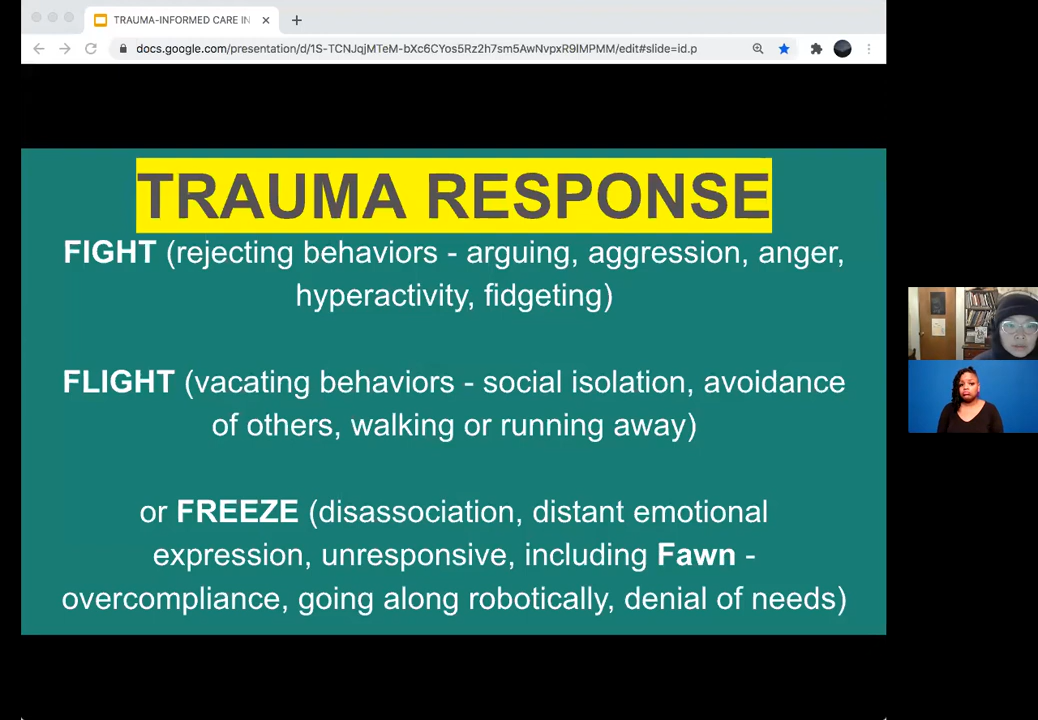 TRAUMA-INFORMED CARE IN
docs.google.com/presentation/d/1S-TCNJqjMTeM-bXc6CYos5Rz2h7sm5AwNvpxR9IMPMM/edit#slide=id.p
TRAUMA RESPONSE
FIGHT (rejecting behaviors - arguing, aggression, anger,
hyperactivity, fidgeting)
FLIGHT (vacating behaviors - social isolation, avoidance
of others, walking or running away)
or FREEZE (disassociation, distant emotional
expression, unresponsive, including Fawn -
overcompliance, going along robotically, denial of needs)